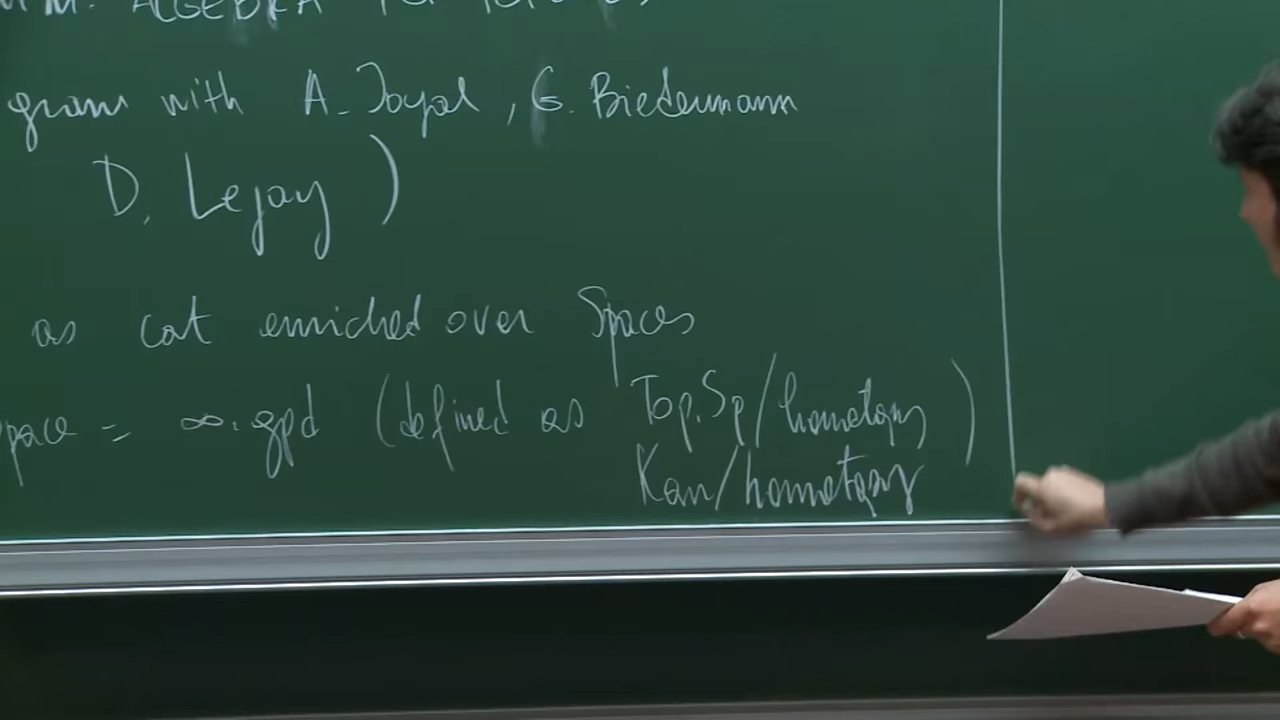 M. ALGEBRA
gram with A. Joyal, G. Biedermann
D. Lejay )
as cat enriched over Spaces
pace = ∞.gpd (defined as Top.Sp/homotopy )
Kan/homotopy